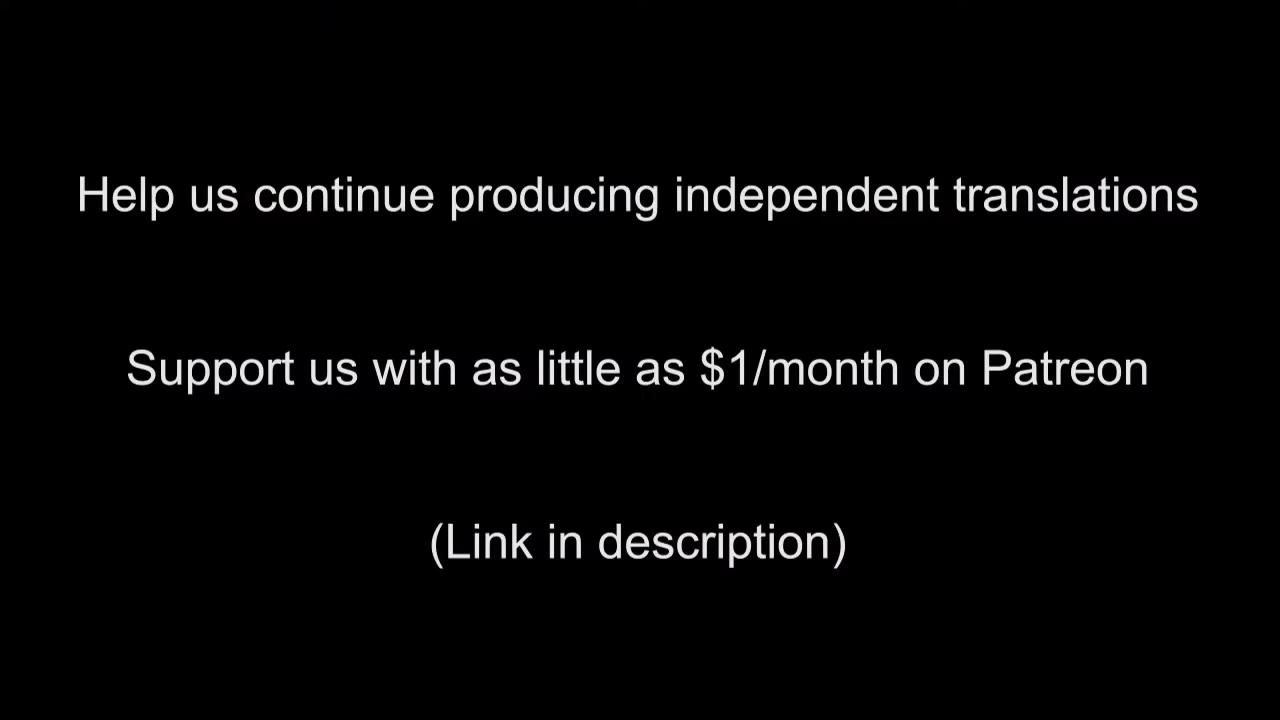 Help us continue producing independent translations
Support us with as little as $1/month on Patreon
(Link in description)